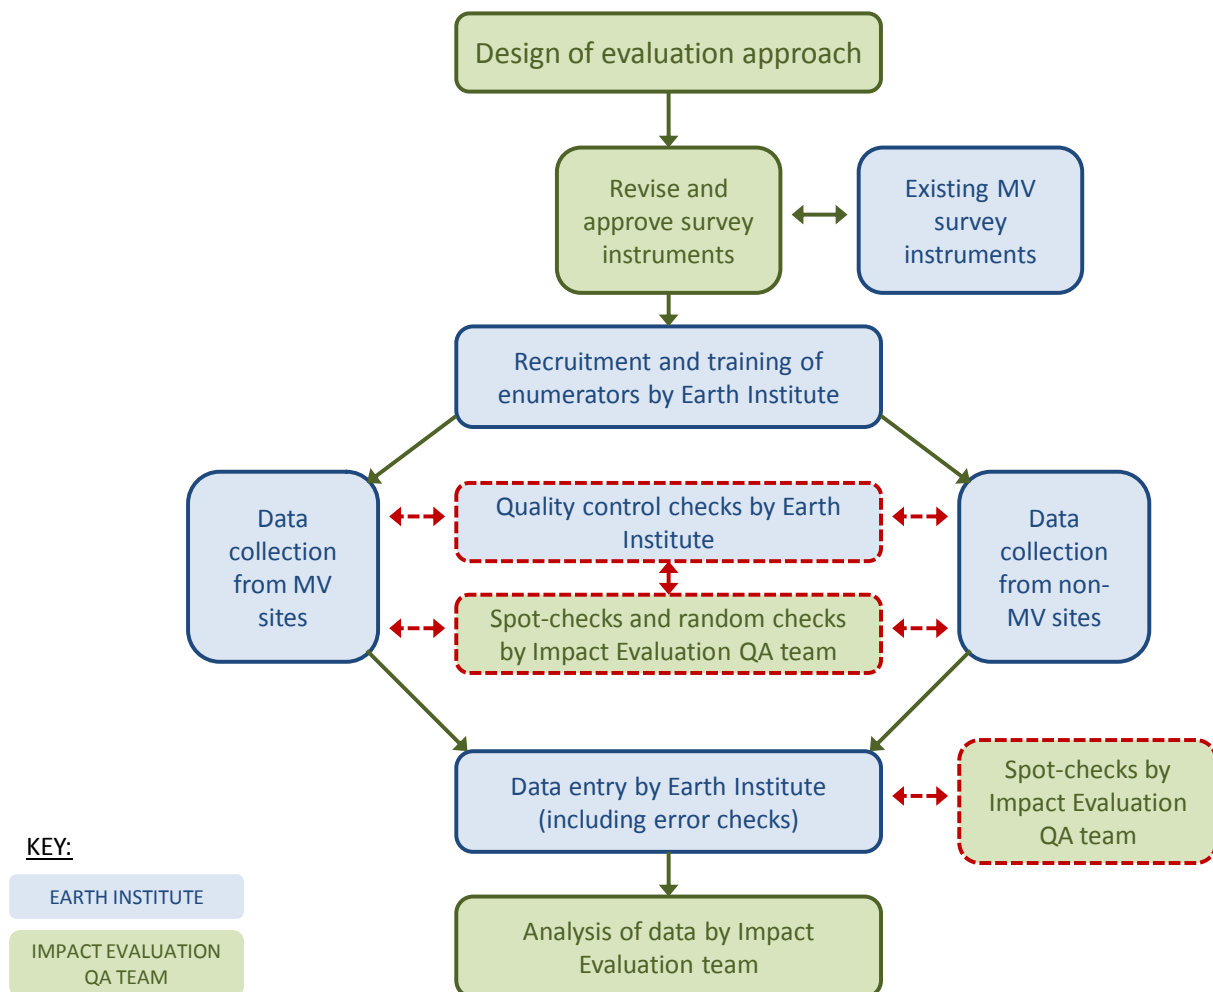 Design of evaluation approach
Revise and
approve survey
instruments
Existing MV
survey
instruments
Recruitment and training of
enumerators by Earth Institute
Data
collection
from MV
sites
Quality control checks by Earth
Institute
Spot-checks and random checks
by Impact Evaluation QA team
Data
collection
from non-
MV sites
Data entry by Earth Institute
(including error checks)
Spot-checks by
Impact Evaluation
QA team
Analysis of data by Impact
Evaluation team
KEY:
EARTH INSTITUTE
IMPACT EVALUATION
QA TEAM